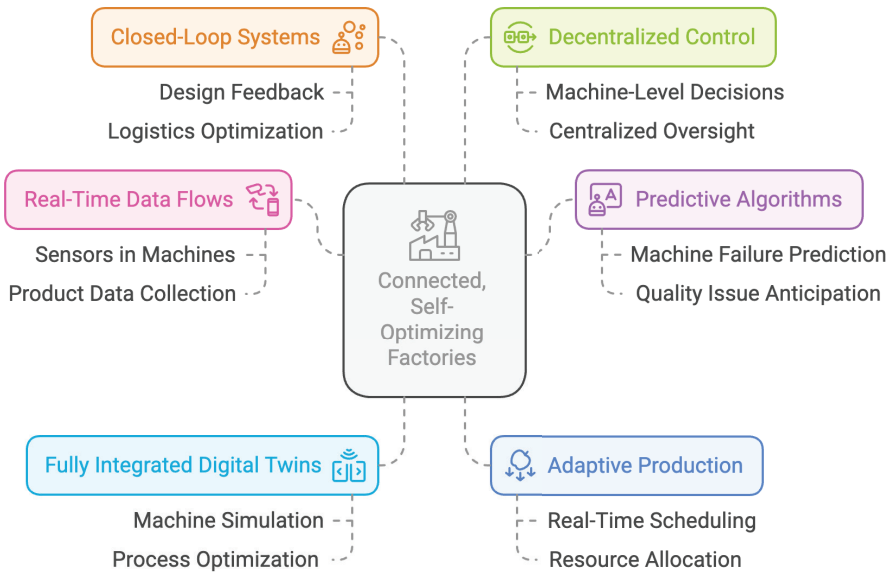 Closed-Loop Systems
Design Feedback
Logistics Optimization
Decentralized Control
Machine-Level Decisions
Centralized Oversight
Real-Time Data Flows
Sensors in Machines
Product Data Collection
Connected,
Self-
Optimizing
Factories
Predictive Algorithms
Machine Failure Prediction
Quality Issue Anticipation
Fully Integrated Digital Twins
Machine Simulation
Process Optimization
Adaptive Production
Real-Time Scheduling
Resource Allocation